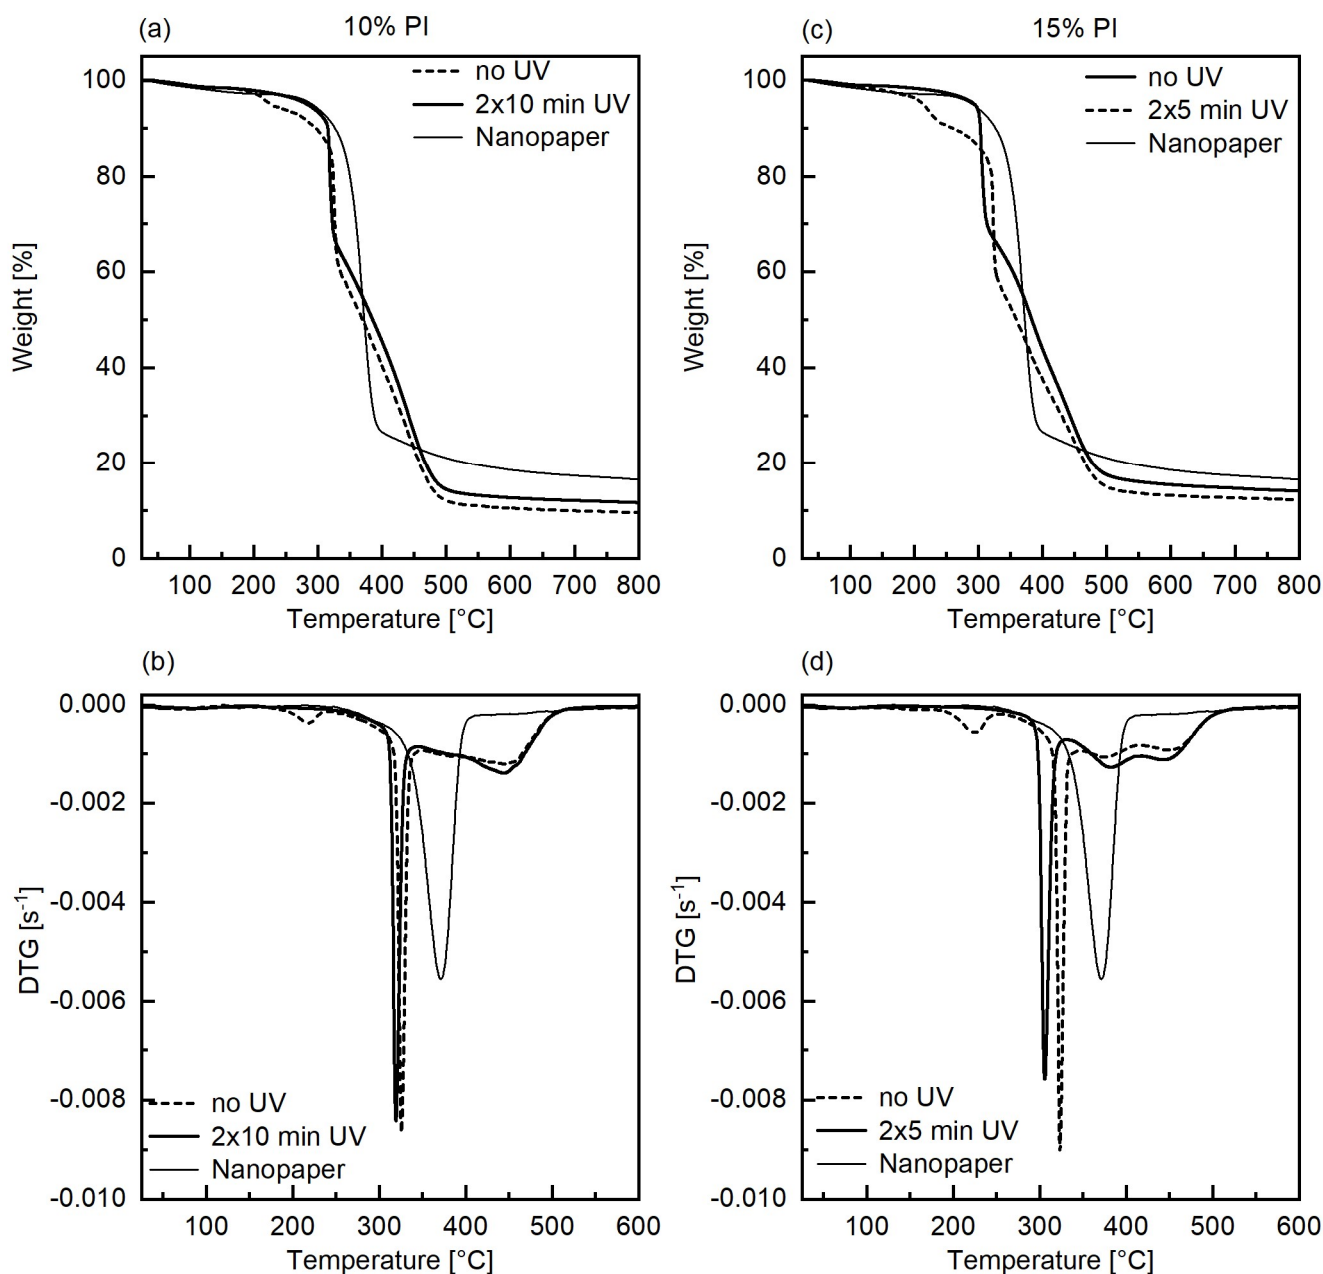 (a)
10% PI
no UV
2x10 min UV
Nanopaper
100
80
60
40
20
0
Weight [%]
100 200 300 400 500 600 700 800
Temperature [°C]
(c)
15% PI
no UV
2x5 min UV
Nanopaper
100
80
60
40
20
0
Weight [%]
100 200 300 400 500 600 700 800
Temperature [°C]
(b)
0.000
-0.002
-0.004
-0.006
-0.008
-0.010
DTG [s⁻¹]
no UV
2x10 min UV
Nanopaper
100 200 300 400 500 600
Temperature [°C]
(d)
0.000
-0.002
-0.004
-0.006
-0.008
-0.010
DTG [s⁻¹]
no UV
2x5 min UV
Nanopaper
100 200 300 400 500 600
Temperature [°C]